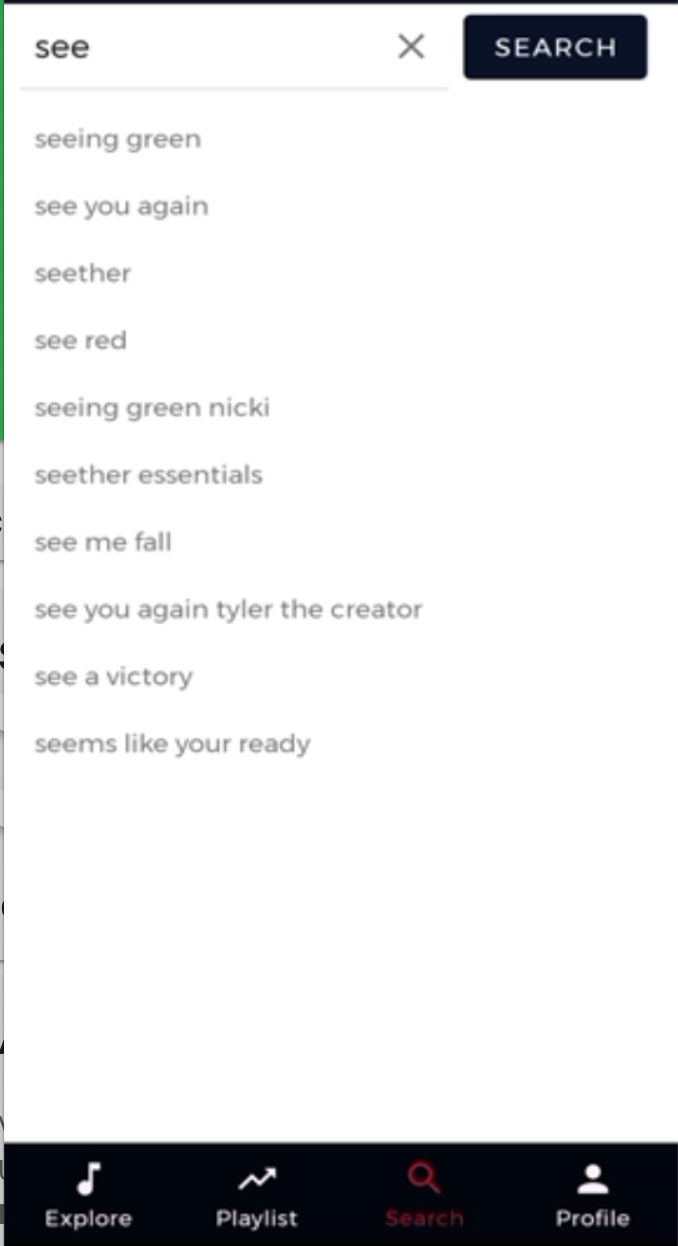 see
SEARCH
seeing green
see you again
seether
see red
seeing green nicki
seether essentials
see me fall
see you again tyler the creator
see a victory
seems like your ready
Explore
Playlist
Search
Profile